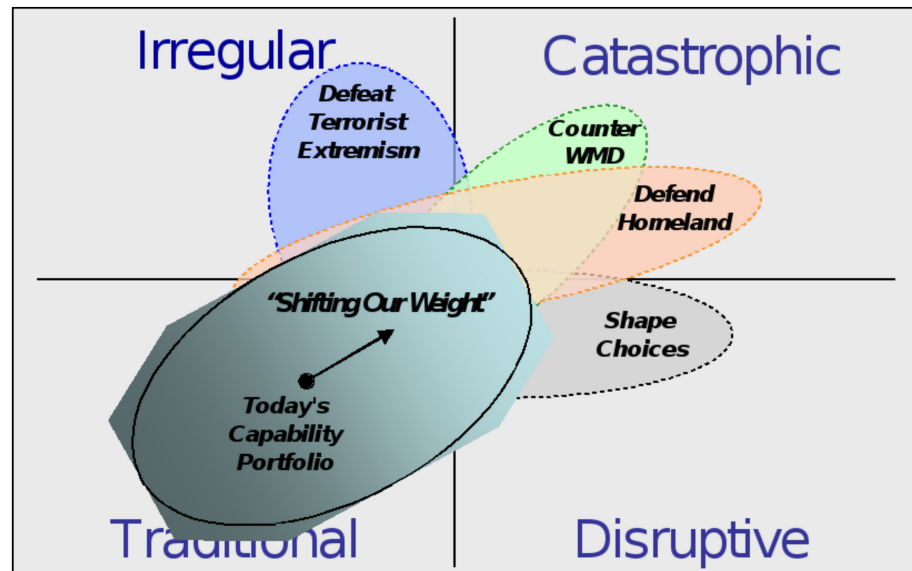 Irregular
Catastrophic
Defeat
Terrorist
Extremism
Counter
WMD
Defend
Homeland
“Shifting Our Weight”
Shape
Choices
Today's
Capability
Portfolio
Traditional
Disruptive